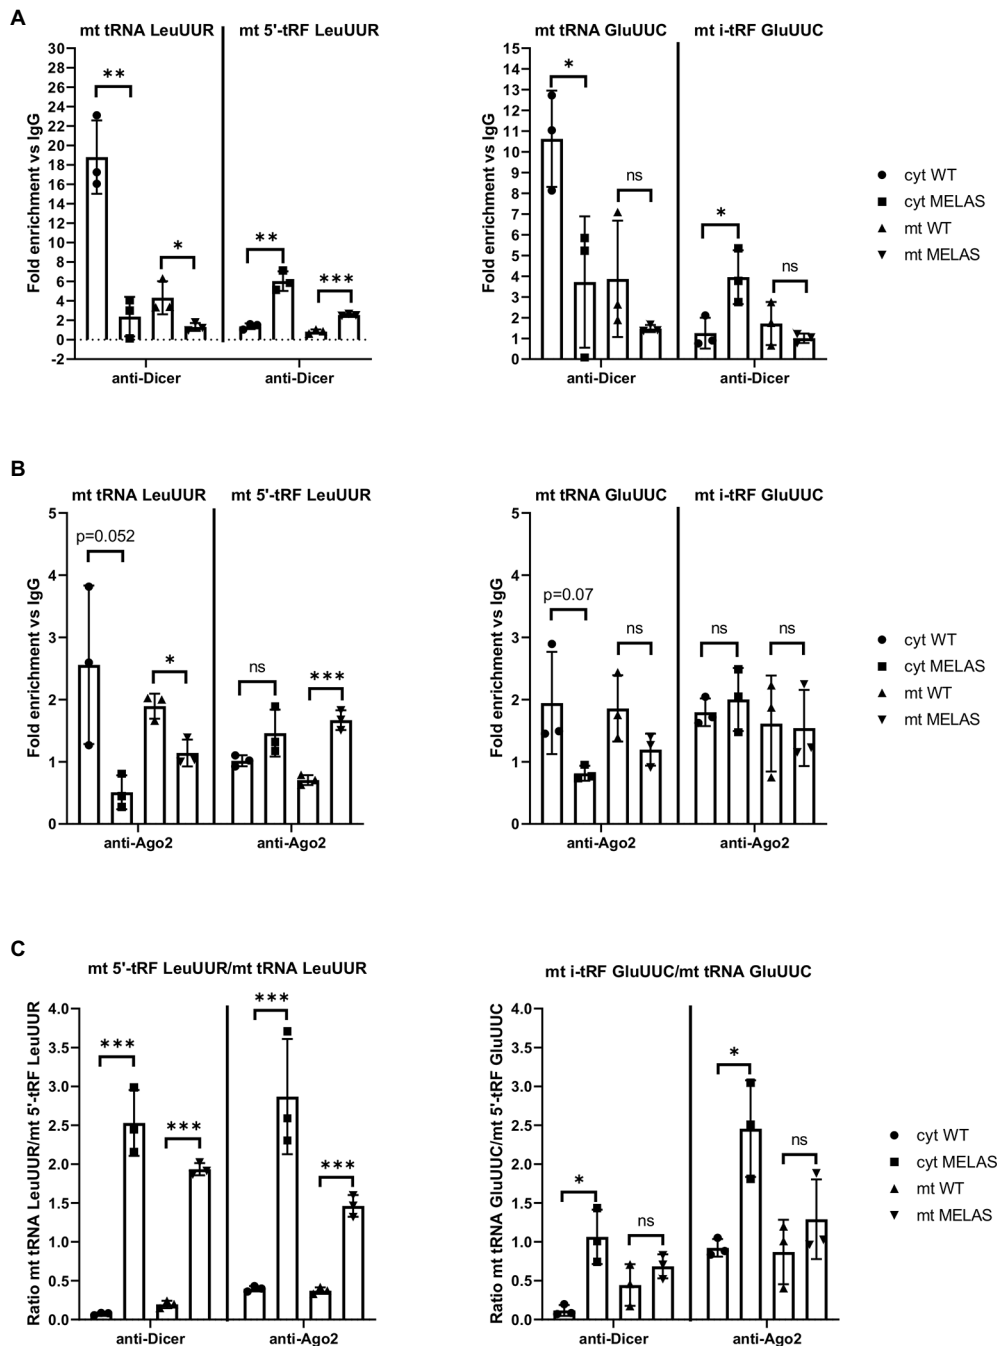 A
mt tRNA LeuUUR mt 5'-tRF LeuUUR
Fold enrichment vs IgG
30
28
26
24
22
20
18
16
14
12
10
8
6
4
2
0
-2
** * ** ***
anti-Dicer anti-Dicer
mt tRNA GluUUC mt i-tRF GluUUC
Fold enrichment vs IgG
15
14
13
12
11
10
9
8
7
6
5
4
3
2
1
0
* ns * ns
anti-Dicer anti-Dicer
cyt WT
cyt MELAS
mt WT
mt MELAS
B
mt tRNA LeuUUR mt 5'-tRF LeuUUR
Fold enrichment vs IgG
5
4
3
2
1
0
p=0.052 * ns ***
anti-Ago2 anti-Ago2
mt tRNA GluUUC mt i-tRF GluUUC
Fold enrichment vs IgG
5
4
3
2
1
0
p=0.07 ns ns ns
anti-Ago2 anti-Ago2
cyt WT
cyt MELAS
mt WT
mt MELAS
C
mt 5'-tRF LeuUUR/mt tRNA LeuUUR
Ratio mt tRNA LeuUUR/mt 5'-tRF LeuUUR
4.0
3.5
3.0
2.5
2.0
1.5
1.0
0.5
0.0
*** *** *** ***
anti-Dicer anti-Ago2
mt i-tRF GluUUC/mt tRNA GluUUC
Ratio mt tRNA GluUUC/mt 5'-tRF GluUUC
4.0
3.5
3.0
2.5
2.0
1.5
1.0
0.5
0.0
* ns * ns
anti-Dicer anti-Ago2
cyt WT
cyt MELAS
mt WT
mt MELAS